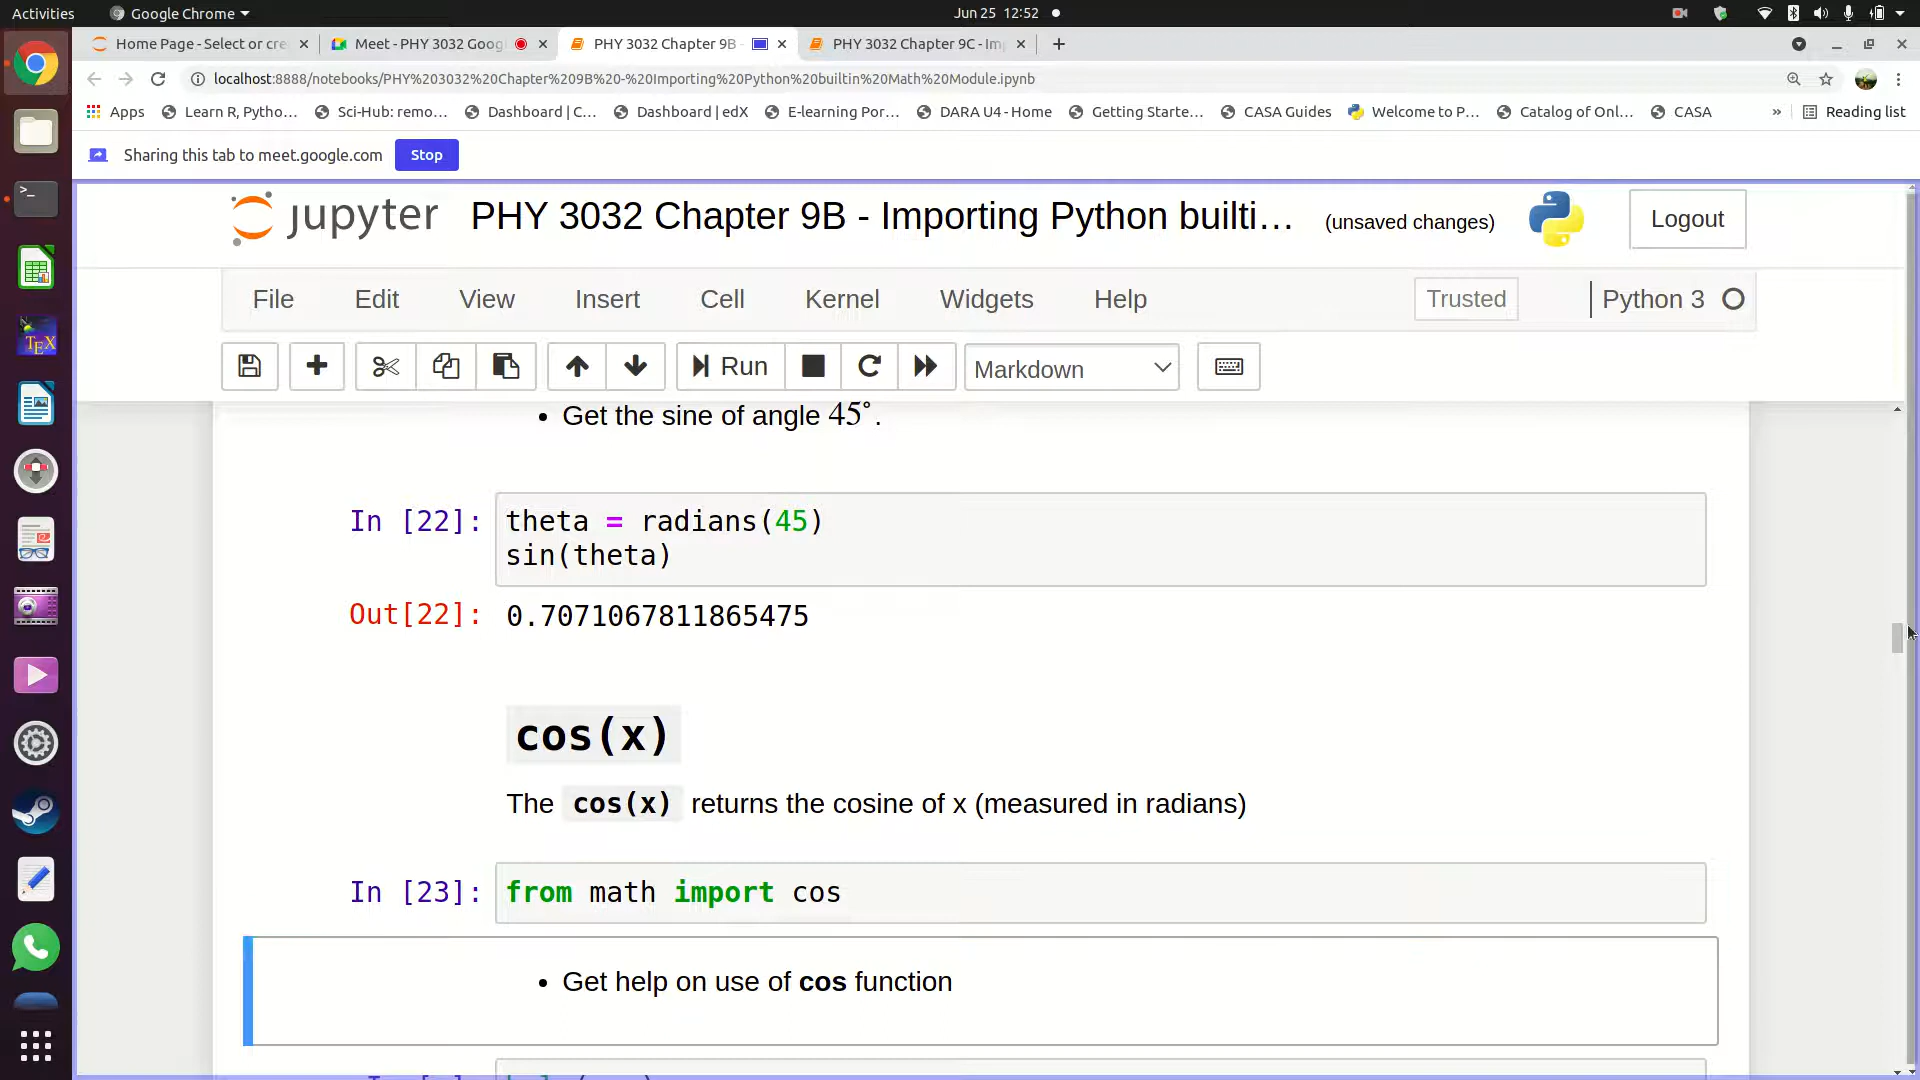 Activities
Google Chrome
Jun 25 12:52
Home Page - Select or cre
Meet - PHY 3032 Goog
PHY 3032 Chapter 9B -
PHY 3032 Chapter 9C - Im
localhost:8888/notebooks/PHY%203032%20Chapter%209B%20-%20Importing%20Python%20builtin%20Math%20Module.ipynb
Apps
Learn R, Pytho...
Sci-Hub: remo...
Dashboard | C...
Dashboard | edX
E-learning Por...
DARA U4 - Home
Getting Starte...
CASA Guides
Welcome to P...
Catalog of Onl...
CASA
»
Reading list
Sharing this tab to meet.google.com
Stop
jupyter
PHY 3032 Chapter 9B - Importing Python builti...
(unsaved changes)
Logout
File
Edit
View
Insert
Cell
Kernel
Widgets
Help
Trusted
Python 3
Run
Markdown
• Get the sine of angle 45°.
In [22]:
theta = radians(45)
sin(theta)
Out[22]:
0.7071067811865475
cos(x)
The cos(x) returns the cosine of x (measured in radians)
In [23]:
from math import cos
• Get help on use of cos function
TEX